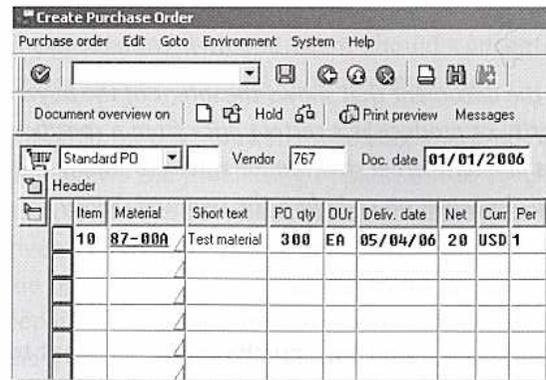 Create Purchase Order
Purchase order Edit Goto Environment System Help
Document overview on Hold Print preview Messages
Standard PO Vendor 767 Doc. date 01/01/2006
Header
Item Material Short text PO qty OUr Deliv. date Net Curr Per
10 87-00A Test material 300 EA 05/04/06 20 USD 1